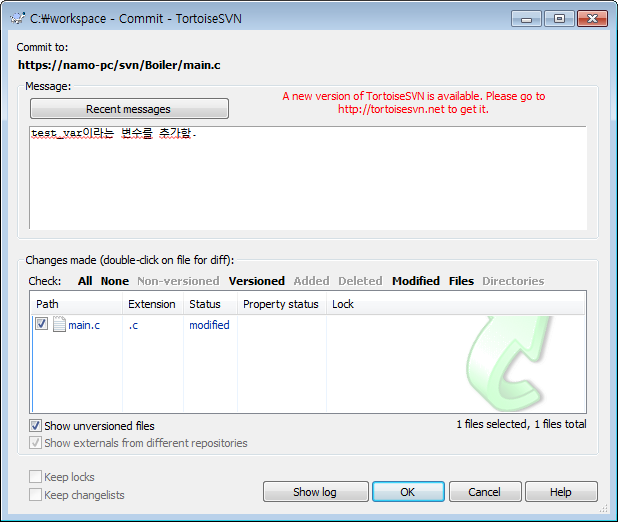 C:₩workspace - Commit - TortoiseSVN
Commit to:
https://namo-pc/svn/Boiler/main.c
Message:
Recent messages
A new version of TortoiseSVN is available. Please go to
http://tortoisesvn.net to get it.
test_var이라는 변수를 추가함.
Changes made (double-click on file for diff):
Check: All None Non-versioned Versioned Added Deleted Modified Files Directories
Path Extension Status Property status Lock
main.c .c modified
Show unversioned files
1 files selected, 1 files total
Show externals from different repositories
Keep locks
Keep changelists
Show log OK Cancel Help